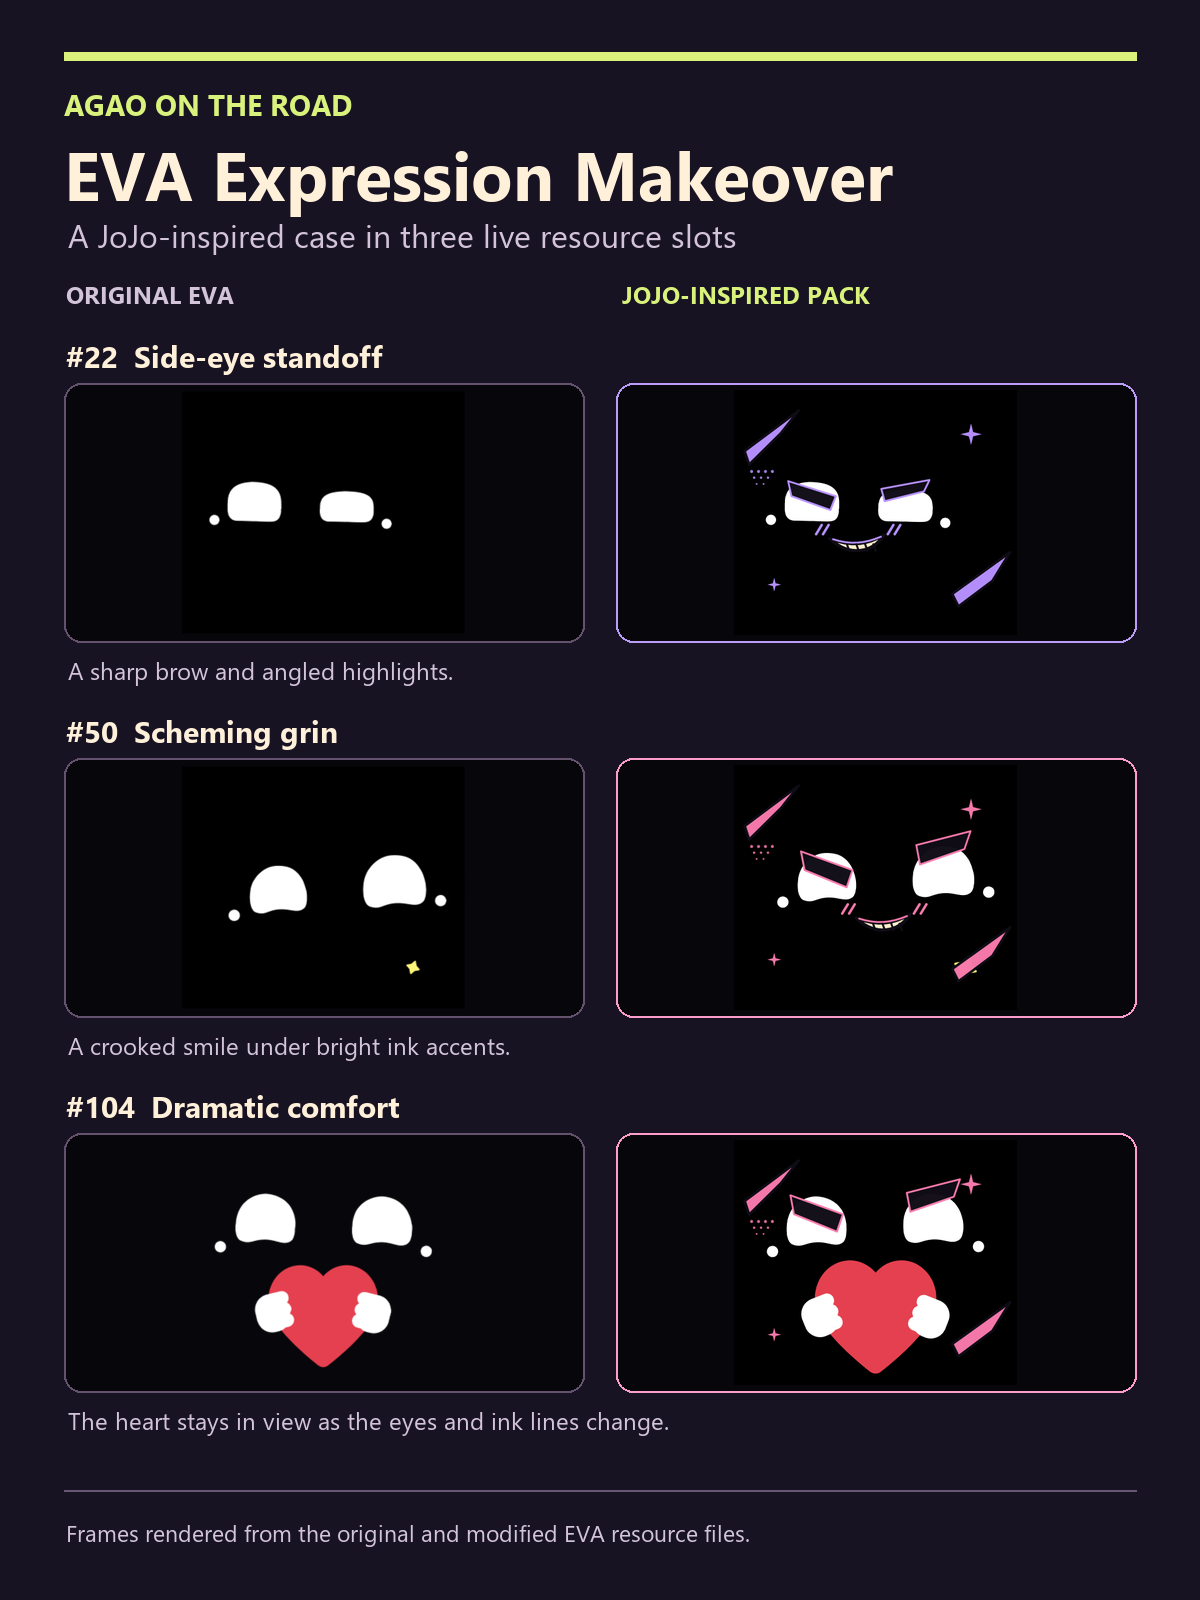 AGAO ON THE ROAD
EVA Expression Makeover
A JoJo-inspired case in three live resource slots
ORIGINAL EVA
JOJO-INSPIRED PACK
#22 Side-eye standoff
A sharp brow and angled highlights.
#50 Scheming grin
A crooked smile under bright ink accents.
#104 Dramatic comfort
The heart stays in view as the eyes and ink lines change.
Frames rendered from the original and modified EVA resource files.